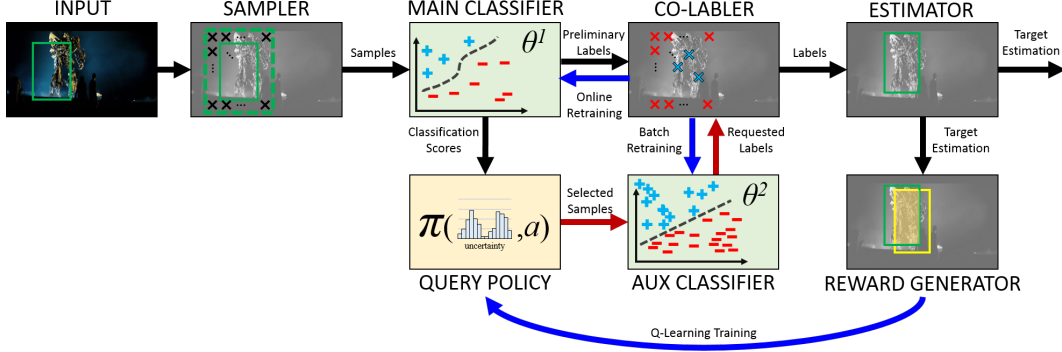 INPUT
SAMPLER
MAIN CLASSIFIER
CO-LABLER
ESTIMATOR
Samples
θ¹
Preliminary
Labels
Online
Retraining
Labels
Target
Estimation
Classification
Scores
Batch
Retraining
Requested
Labels
Target
Estimation
π( ,a)
uncertainty
Selected
Samples
θ²
QUERY POLICY
AUX CLASSIFIER
REWARD GENERATOR
Q-Learning Training